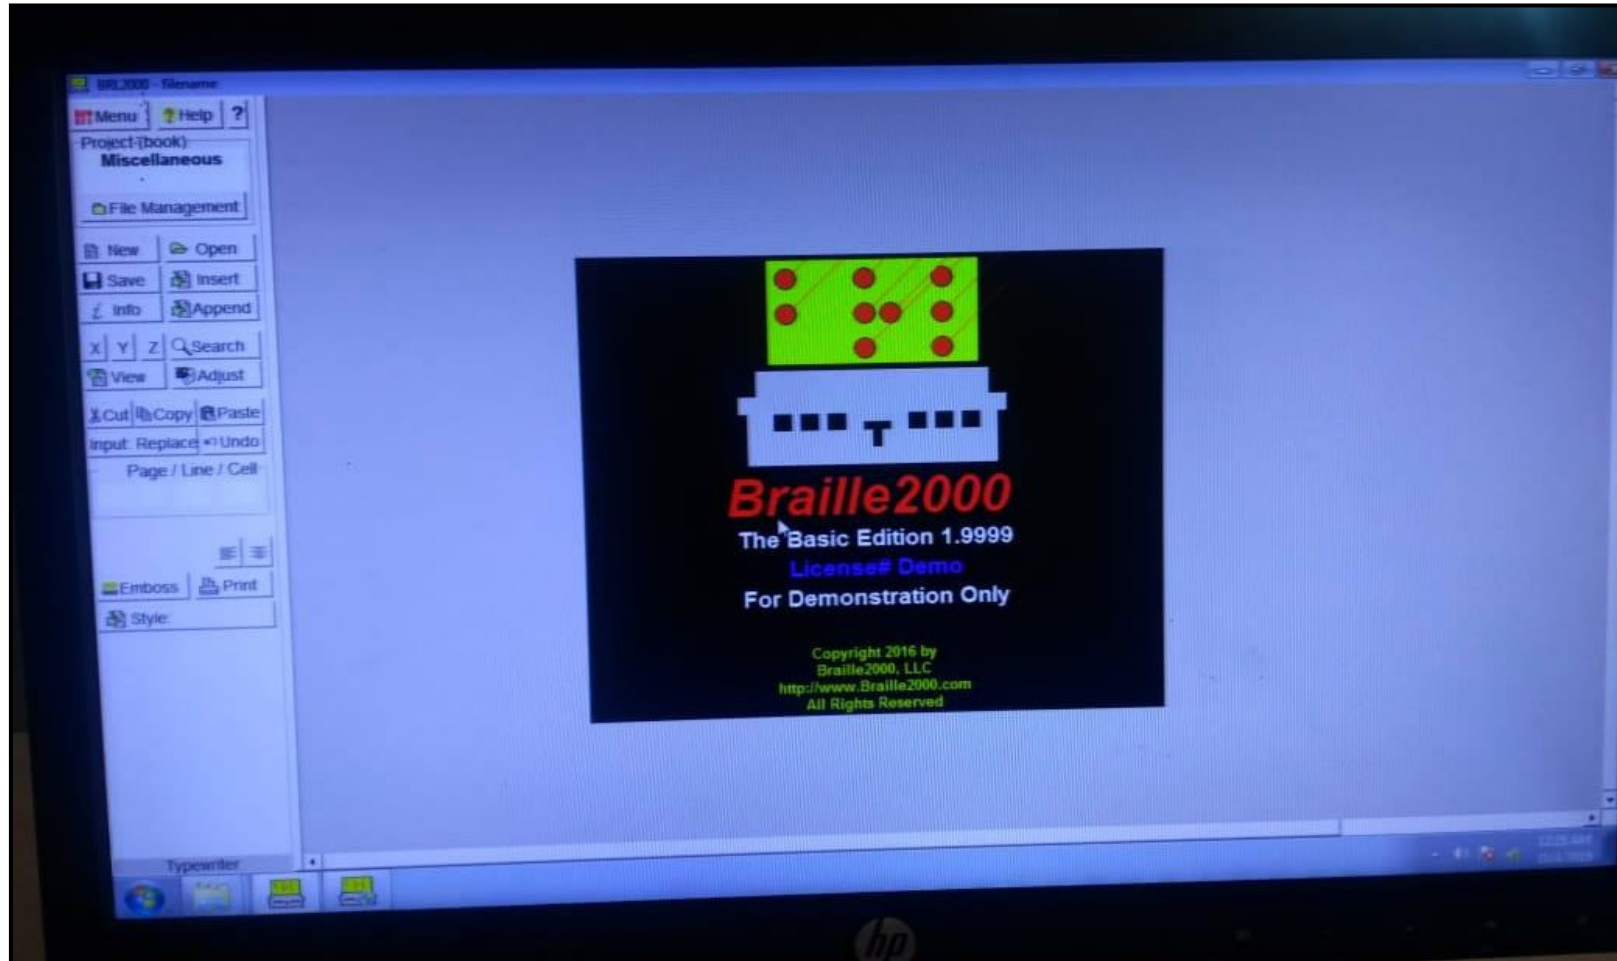 BRL2000 - filename
Menu Help ?
Project (book)
Miscellaneous
File Management
New Open
Save Insert
i Info Append
X Y Z Search
View Adjust
Cut Copy Paste
Input: Replace Undo
Page / Line / Cell
Emboss Print
Style:
Typewriter
T
Braille2000
The Basic Edition 1.9999
License# Demo
For Demonstration Only
Copyright 2016 by
Braille2000, LLC
http://www.Braille2000.com
All Rights Reserved
hp